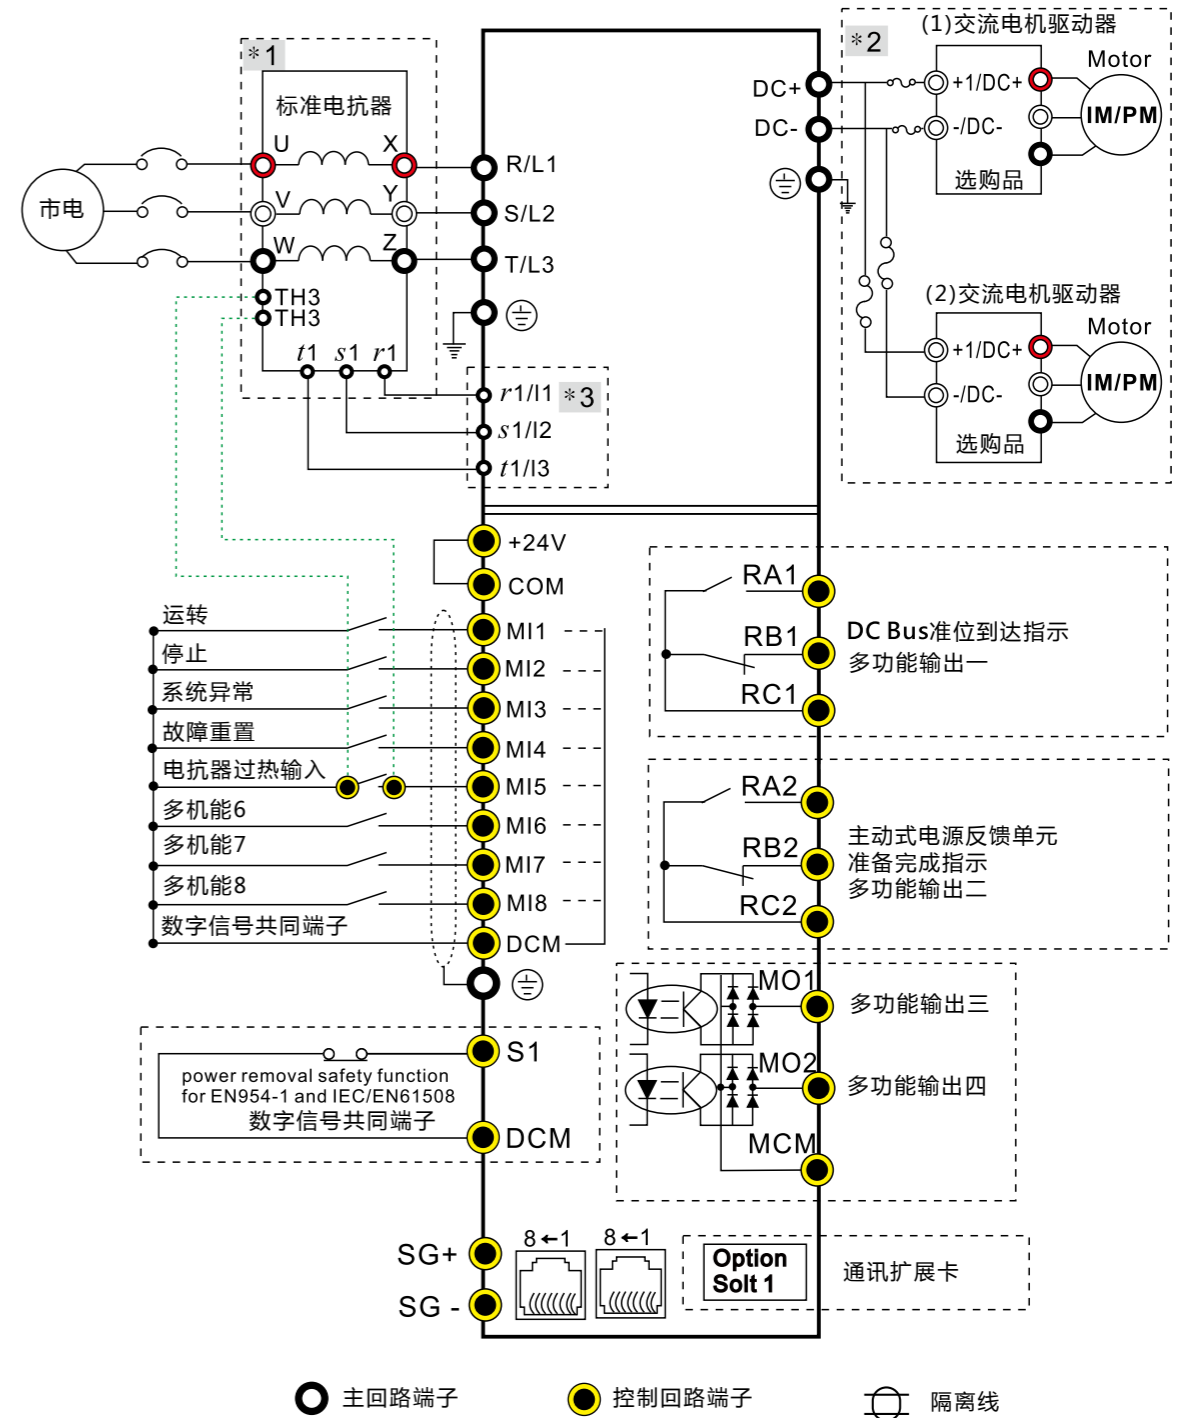 *1
标准电抗器
U X
V Y
W Z
市电
TH3
TH3
t1 s1 r1
R/L1
S/L2
T/L3
r1/I1 *3
s1/I2
t1/I3
DC+
DC-
*2
(1)交流电机驱动器
Motor
+1/DC+
-/DC-
IM/PM
选购品
(2)交流电机驱动器
Motor
+1/DC+
-/DC-
IM/PM
选购品
+24V
COM
运转 MI1
停止 MI2
系统异常 MI3
故障重置 MI4
电抗器过热输入 MI5
多机能6 MI6
多机能7 MI7
多机能8 MI8
数字信号共同端子 DCM
RA1
RB1
RC1
DC Bus准位到达指示
多功能输出一
RA2
RB2
RC2
主动式电源反馈单元
准备完成指示
多功能输出二
MO1 多功能输出三
MO2 多功能输出四
MCM
S1
power removal safety function
for EN954-1 and IEC/EN61508
数字信号共同端子
DCM
SG+
SG -
8←1 8←1
Option
Solt 1
通讯扩展卡
主回路端子 控制回路端子 隔离线